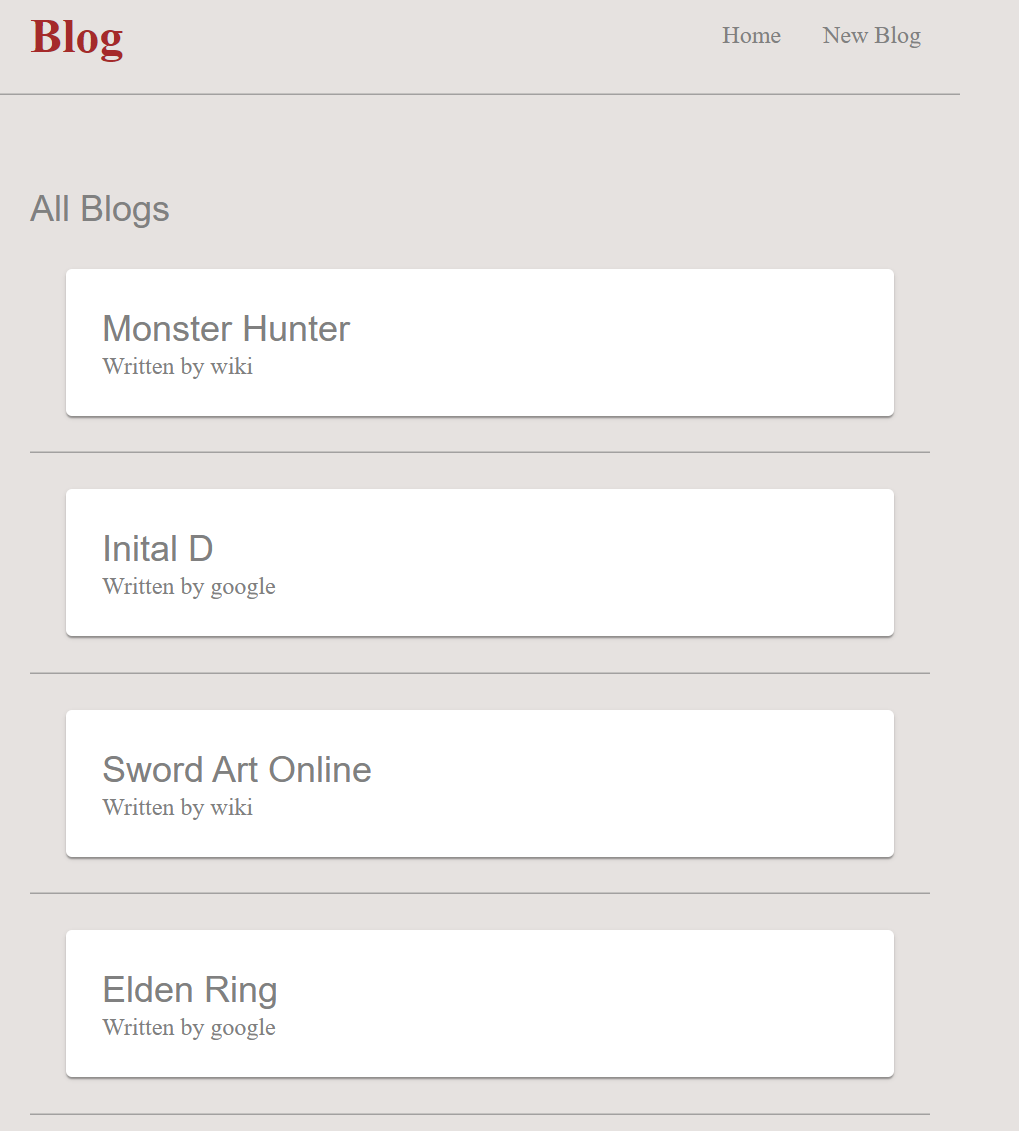 Blog
Home New Blog
All Blogs
Monster Hunter
Written by wiki
Inital D
Written by google
Sword Art Online
Written by wiki
Elden Ring
Written by google